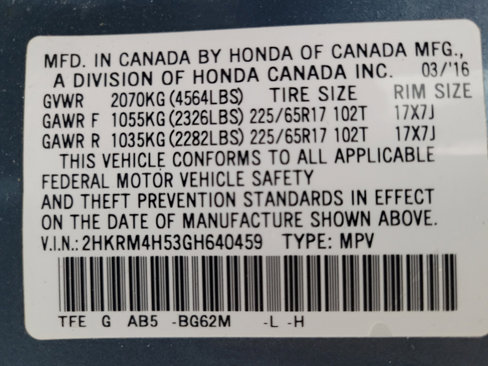 MFD. IN CANADA BY HONDA OF CANADA MFG.,
A DIVISION OF HONDA CANADA INC. 03/'16
GVWR 2070KG (4564LBS) TIRE SIZE RIM SIZE
GAWR F 1055KG (2326LBS) 225/65R17 102T 17X7J
GAWR R 1035KG (2282LBS) 225/65R17 102T 17X7J
THIS VEHICLE CONFORMS TO ALL APPLICABLE
FEDERAL MOTOR VEHICLE SAFETY
AND THEFT PREVENTION STANDARDS IN EFFECT
ON THE DATE OF MANUFACTURE SHOWN ABOVE.
V.I.N.: 2HKRM4H53GH640459 TYPE: MPV
TFE G AB5 -BG62M -L -H